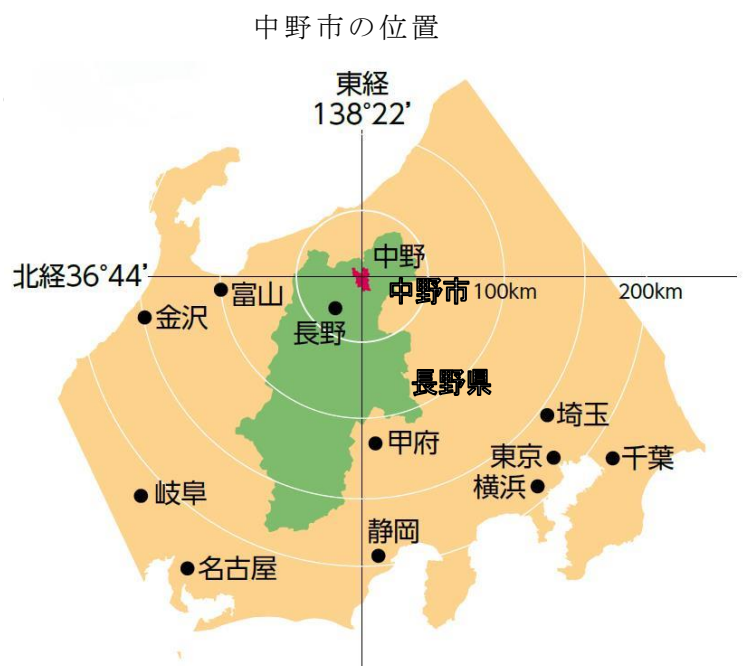 中野市の位置
東経
138°22’
中野
北経36°44’
富山
中野市
100km
200km
金沢
長野
長野県
埼玉
甲府
東京
千葉
横浜
岐阜
静岡
名古屋